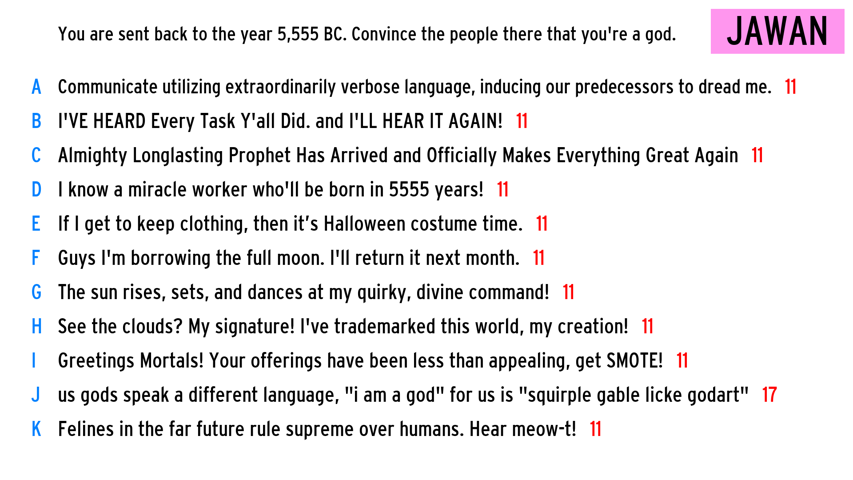 You are sent back to the year 5,555 BC. Convince the people there that you're a god.
JAWAN
A Communicate utilizing extraordinarily verbose language, inducing our predecessors to dread me. 11
B I'VE HEARD Every Task Y'all Did. and I'LL HEAR IT AGAIN! 11
C Almighty Longlasting Prophet Has Arrived and Officially Makes Everything Great Again 11
D I know a miracle worker who'll be born in 5555 years! 11
E If I get to keep clothing, then it’s Halloween costume time. 11
F Guys I'm borrowing the full moon. I'll return it next month. 11
G The sun rises, sets, and dances at my quirky, divine command! 11
H See the clouds? My signature! I've trademarked this world, my creation! 11
I Greetings Mortals! Your offerings have been less than appealing, get SMOTE! 11
J us gods speak a different language, "i am a god" for us is "squirple gable licke godart" 17
K Felines in the far future rule supreme over humans. Hear meow-t! 11